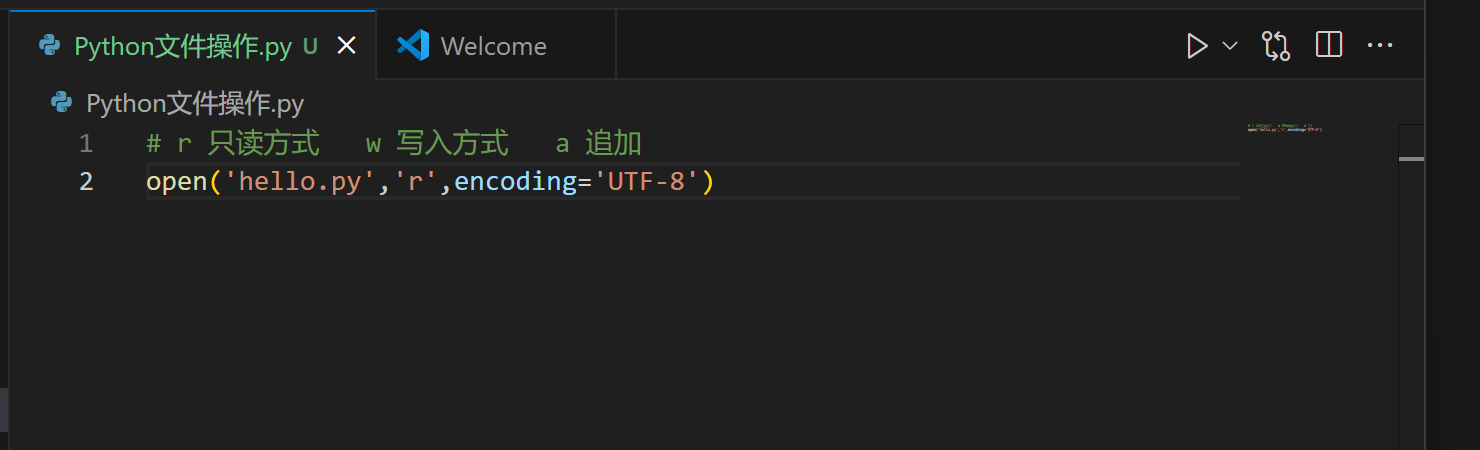 Python文件操作.py U
Welcome
Python文件操作.py
1 # r 只读方式 w 写入方式 a 追加
2 open('hello.py','r',encoding='UTF-8')